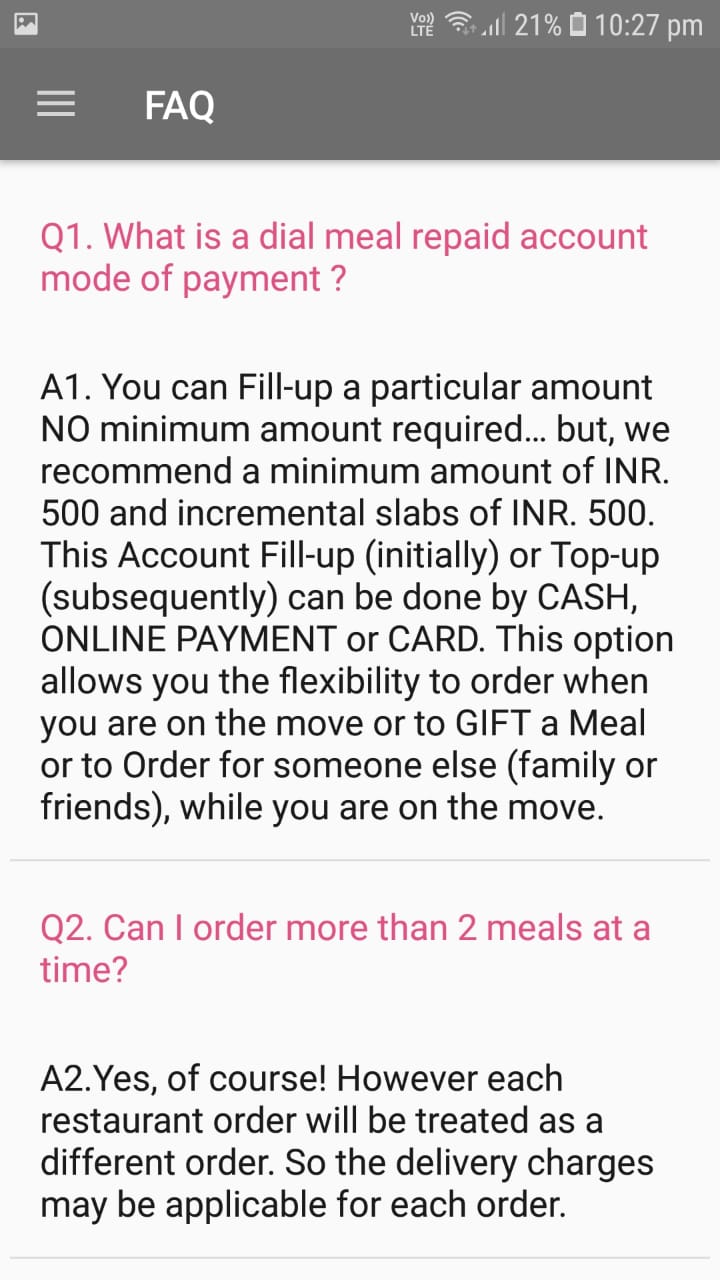 Vo)) LTE 21% 10:27 pm
FAQ
Q1. What is a dial meal repaid account
mode of payment ?
A1. You can Fill-up a particular amount
NO minimum amount required... but, we
recommend a minimum amount of INR.
500 and incremental slabs of INR. 500.
This Account Fill-up (initially) or Top-up
(subsequently) can be done by CASH,
ONLINE PAYMENT or CARD. This option
allows you the flexibility to order when
you are on the move or to GIFT a Meal
or to Order for someone else (family or
friends), while you are on the move.
Q2. Can I order more than 2 meals at a
time?
A2.Yes, of course! However each
restaurant order will be treated as a
different order. So the delivery charges
may be applicable for each order.